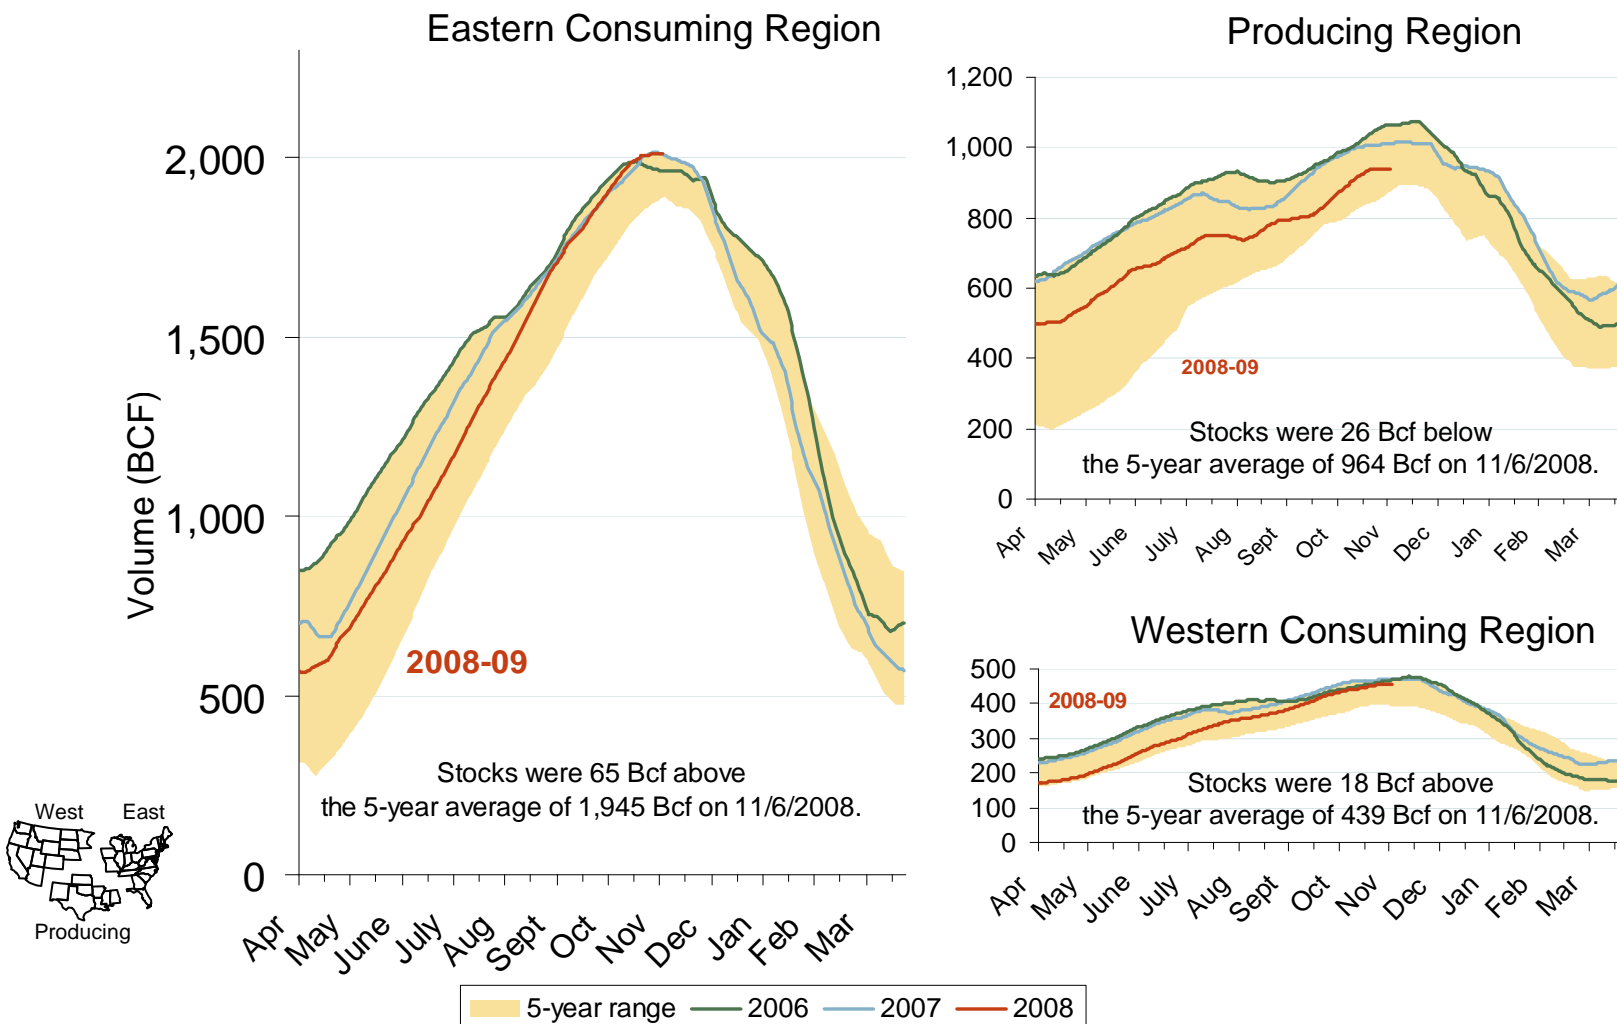 Eastern Consuming Region
Volume (BCF)
2,000
1,500
1,000
500
0
2008-09
Stocks were 65 Bcf above
the 5-year average of 1,945 Bcf on 11/6/2008.
Apr May June July Aug Sept Oct Nov Dec Jan Feb Mar
Producing Region
1,200
1,000
800
600
400
200
0
2008-09
Stocks were 26 Bcf below
the 5-year average of 964 Bcf on 11/6/2008.
Apr May June July Aug Sept Oct Nov Dec Jan Feb Mar
Western Consuming Region
500
400
300
200
100
0
2008-09
Stocks were 18 Bcf above
the 5-year average of 439 Bcf on 11/6/2008.
Apr May June July Aug Sept Oct Nov Dec Jan Feb Mar
West East
Producing
5-year range 2006 2007 2008